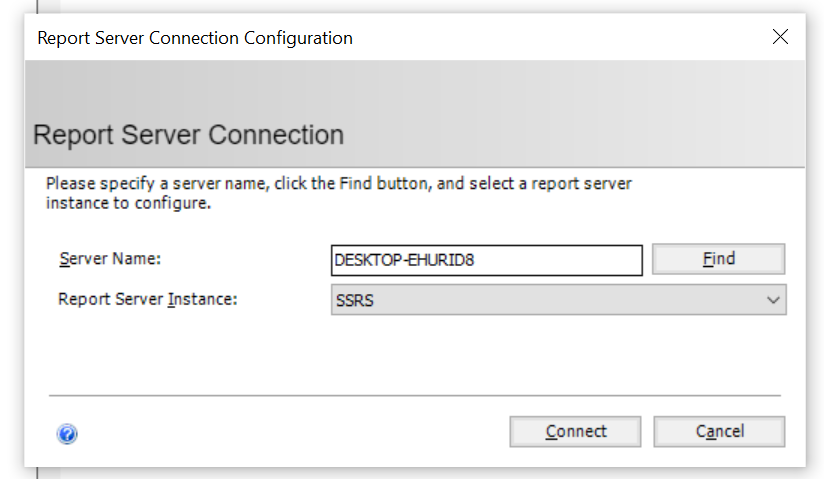 Report Server Connection Configuration
Report Server Connection
Please specify a server name, click the Find button, and select a report server
instance to configure.
Server Name:
DESKTOP-EHURID8
Find
Report Server Instance:
SSRS
?
Connect
Cancel